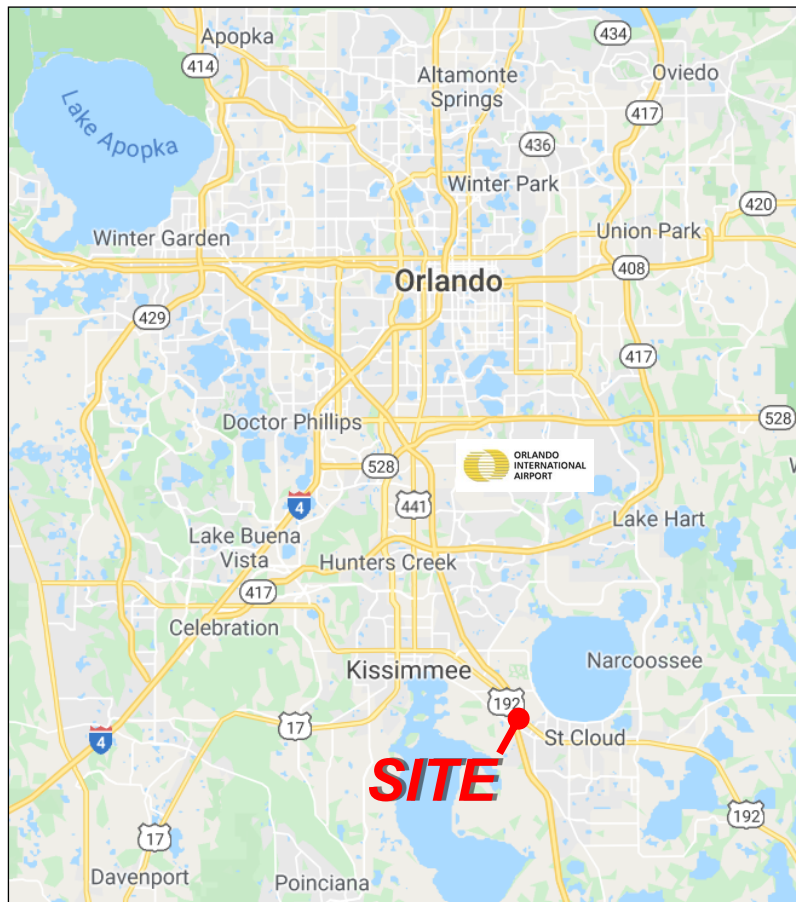 Apopka
434
414
Altamonte
Springs
Oviedo
Lake Apopka
417
436
Winter Park
420
Winter Garden
Union Park
408
Orlando
429
417
Doctor Phillips
528
528
ORLANDO
INTERNATIONAL
AIRPORT
4
441
Lake Hart
Lake Buena
Vista
Hunters Creek
417
Celebration
Kissimmee
Narcoossee
192
17
4
St Cloud
SITE
192
17
Davenport
Poinciana